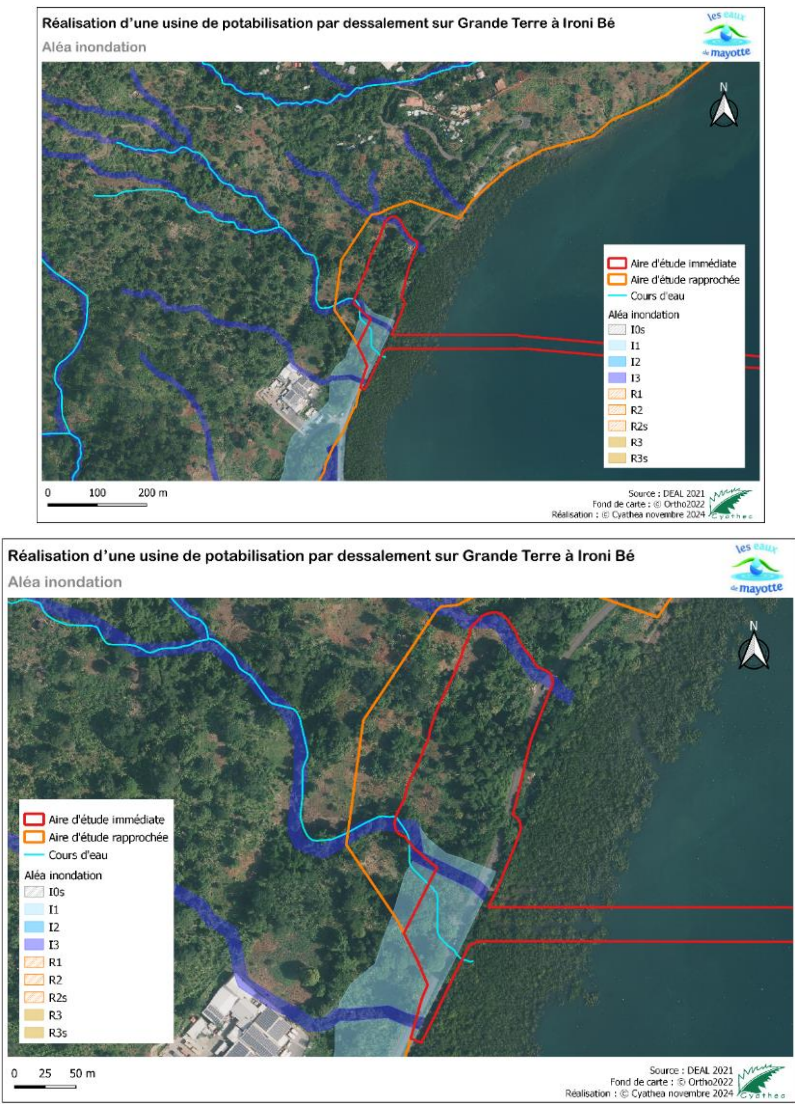 Réalisation d'une usine de potabilisation par dessalement sur Grande Terre à Ironi Bé
Aléa inondation
les eaux
de mayotte
N
Aire d'étude immédiate
Aire d'étude rapprochée
Cours d'eau
Aléa inondation
I0s
I1
I2
I3
R1
R2
R2s
R3
R3s
0 100 200 m
Source : DEAL 2021
Fond de carte : © Ortho2022
Réalisation : © Cyathea novembre 2024
Cyathea
Réalisation d'une usine de potabilisation par dessalement sur Grande Terre à Ironi Bé
Aléa inondation
les eaux
de mayotte
N
Aire d'étude immédiate
Aire d'étude rapprochée
Cours d'eau
Aléa inondation
I0s
I1
I2
I3
R1
R2
R2s
R3
R3s
0 25 50 m
Source : DEAL 2021
Fond de carte : © Ortho2022
Réalisation : © Cyathea novembre 2024
Cyathea